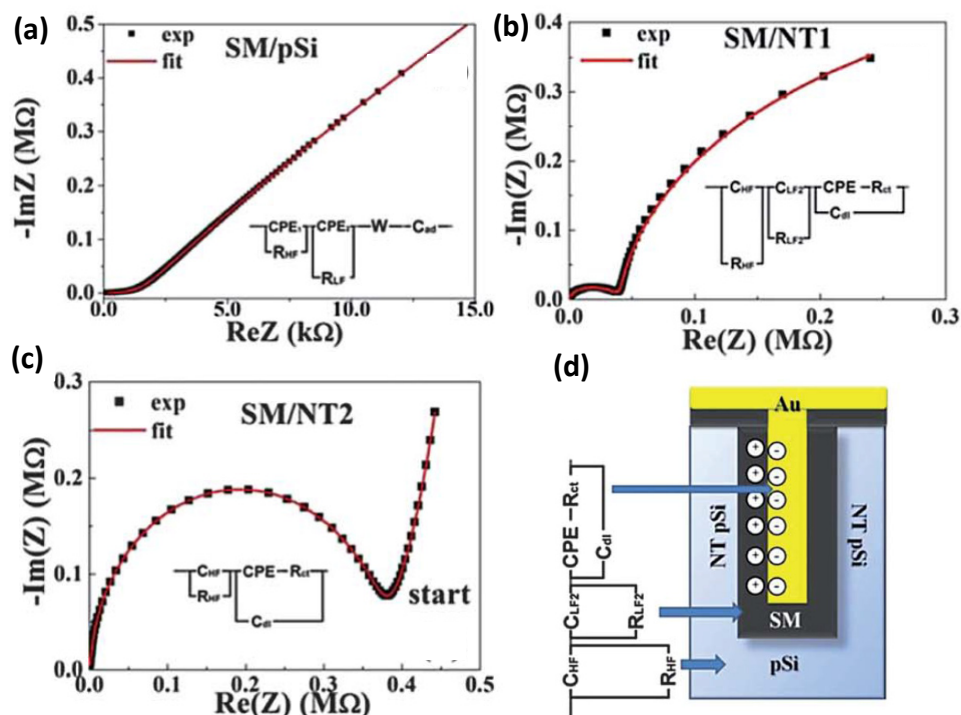 (a)
SM/pSi
exp
fit
0.5
0.4
0.3
0.2
0.1
0.0
-ImZ (MΩ)
0.0
5.0
10.0
15.0
ReZ (kΩ)
CPE₁
CPE₂
W
Cad
RHF
RLF
(b)
SM/NT1
exp
fit
0.4
0.3
0.2
0.1
0.0
-Im(Z) (MΩ)
0.0
0.1
0.2
0.3
Re(Z) (MΩ)
CHF
CLF2
CPE
Rct
Cdl
RLF2
RHF
(c)
SM/NT2
exp
fit
0.3
0.2
0.1
0.0
-Im(Z) (MΩ)
0.0
0.1
0.2
0.3
0.4
0.5
Re(Z) (MΩ)
start
CHF
CPE
Rct
RHF
Cdl
(d)
Au
NT pSi
NT pSi
SM
pSi
CPE
Rct
Cdl
CLF2
RLF2
CHF
RHF